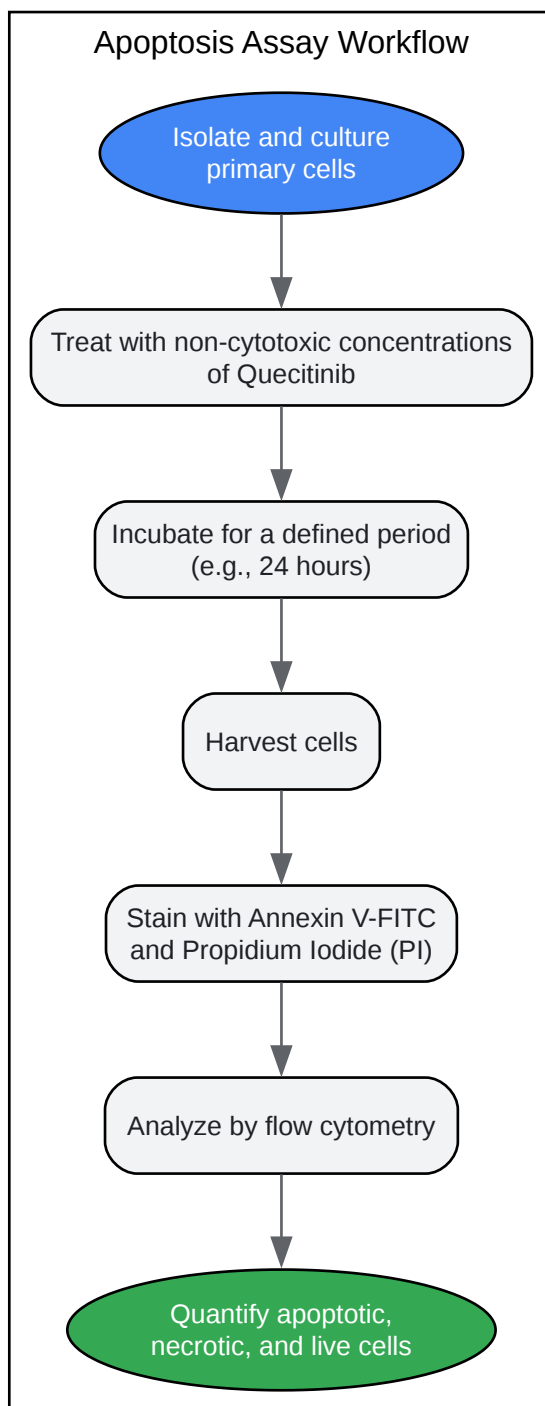 Apoptosis Assay Workflow
Isolate and culture
primary cells
Treat with non-cytotoxic concentrations
of Quecitinib
Incubate for a defined period
(e.g., 24 hours)
Harvest cells
Stain with Annexin V-FITC
and Propidium Iodide (PI)
Analyze by flow cytometry
Quantify apoptotic,
necrotic, and live cells